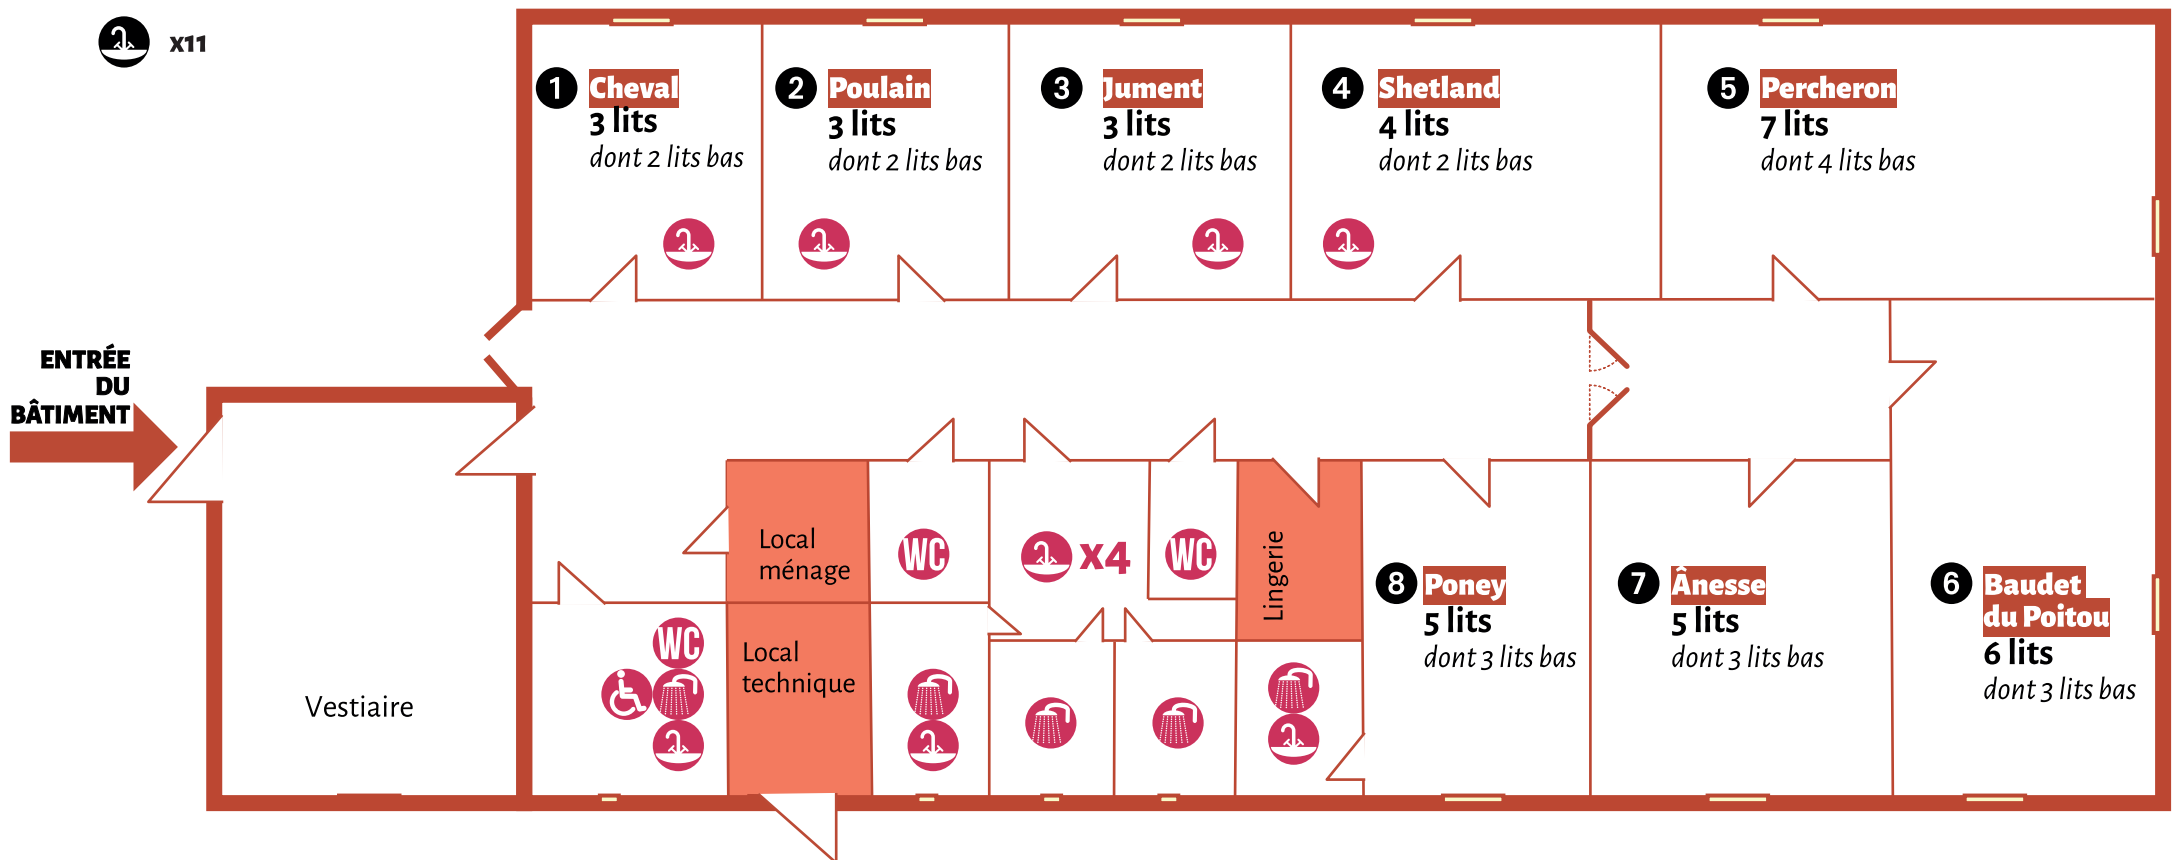 x11
1 Cheval
3 lits
dont 2 lits bas
2 Poulain
3 lits
dont 2 lits bas
3 Jument
3 lits
dont 2 lits bas
4 Shetland
4 lits
dont 2 lits bas
5 Percheron
7 lits
dont 4 lits bas
ENTRÉE
DU
BÂTIMENT
Vestiaire
Local
ménage
WC
x4
WC
Lingerie
WC
Local
technique
8 Poney
5 lits
dont 3 lits bas
7 Ânesse
5 lits
dont 3 lits bas
6 Baudet
du Poitou
6 lits
dont 3 lits bas